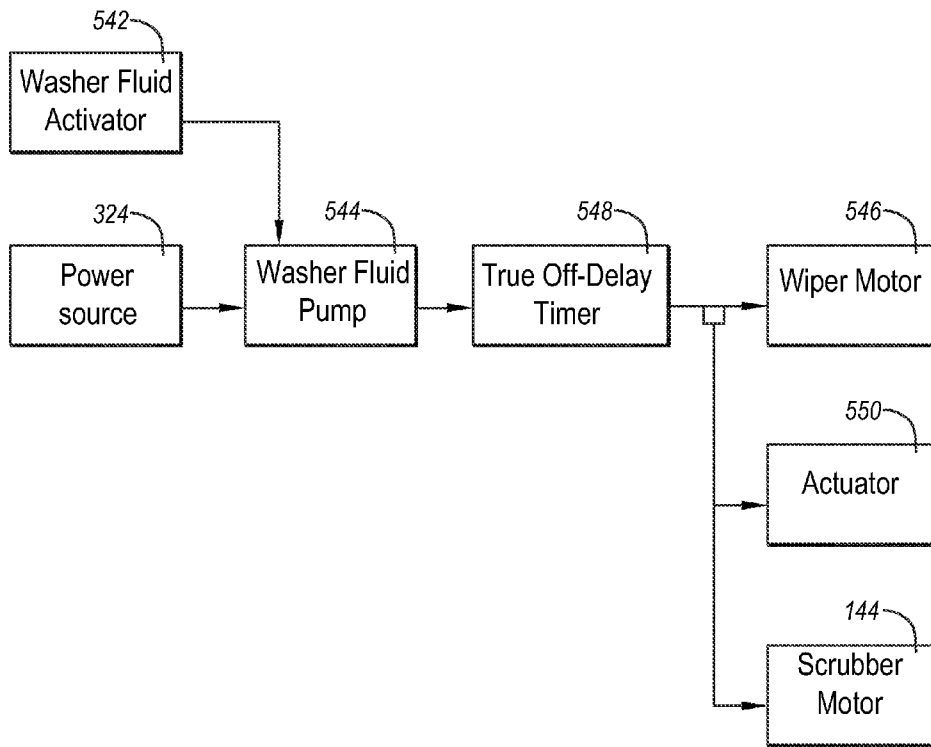 542
Washer Fluid
Activator
324
Power
source
544
Washer Fluid
Pump
548
True Off-Delay
Timer
546
Wiper Motor
550
Actuator
144
Scrubber
Motor